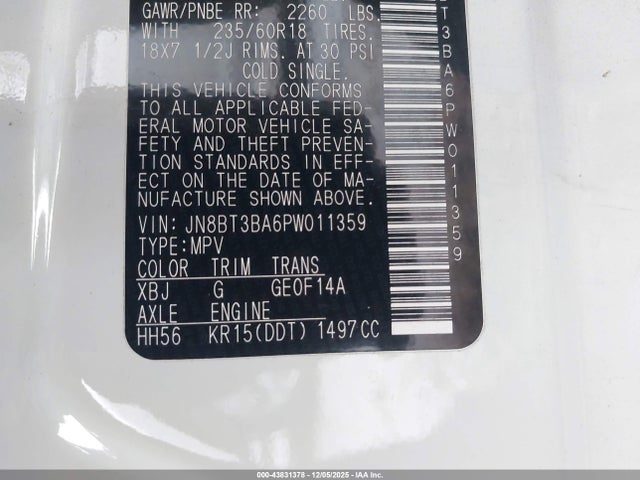 GAWR/PNBE RR: 2260 LBS.
WITH 235/60R18 TIRES.
18X7 1/2J RIMS. AT 30 PSI
COLD SINGLE.
THIS VEHICLE CONFORMS
TO ALL APPLICABLE FED-
ERAL MOTOR VEHICLE SA-
FETY AND THEFT PREVEN-
TION STANDARDS IN EFF-
ECT ON THE DATE OF MA-
NUFACTURE SHOWN ABOVE.
VIN: JN8BT3BA6PW011359
TYPE:MPV
COLOR TRIM TRANS
XBJ G GE0F14A
AXLE ENGINE
HH56 KR15(DDT) 1497CC
T3BA6PW011359
000-43831378 | 12/05/2025 | IAA Inc.